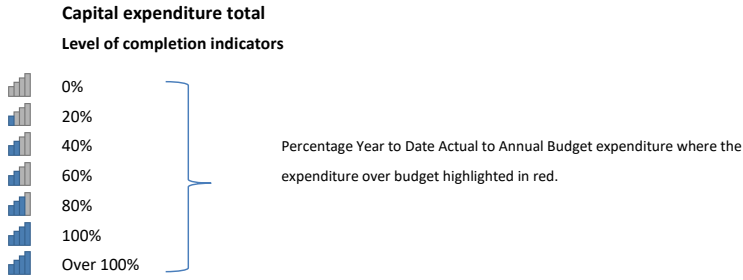 Capital expenditure total
Level of completion indicators
0%
20%
40%
60%
80%
100%
Over 100%
Percentage Year to Date Actual to Annual Budget expenditure where the
expenditure over budget highlighted in red.